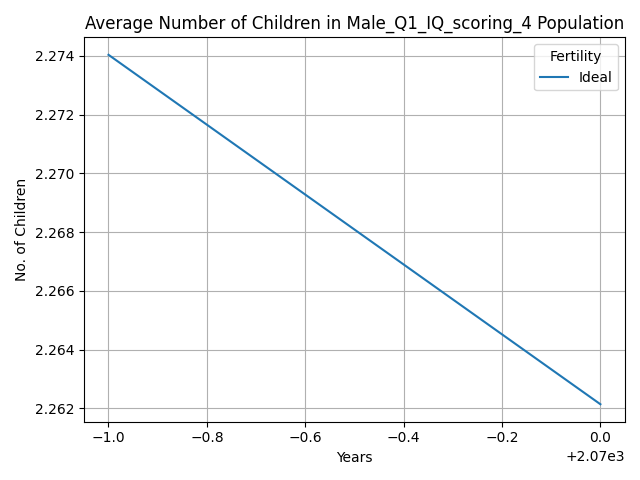 Average Number of Children in Male_Q1_IQ_scoring_4 Population
Fertility
Ideal
No. of Children
2.274
2.272
2.270
2.268
2.266
2.264
2.262
−1.0
−0.8
−0.6
−0.4
−0.2
0.0
+2.07e3
Years